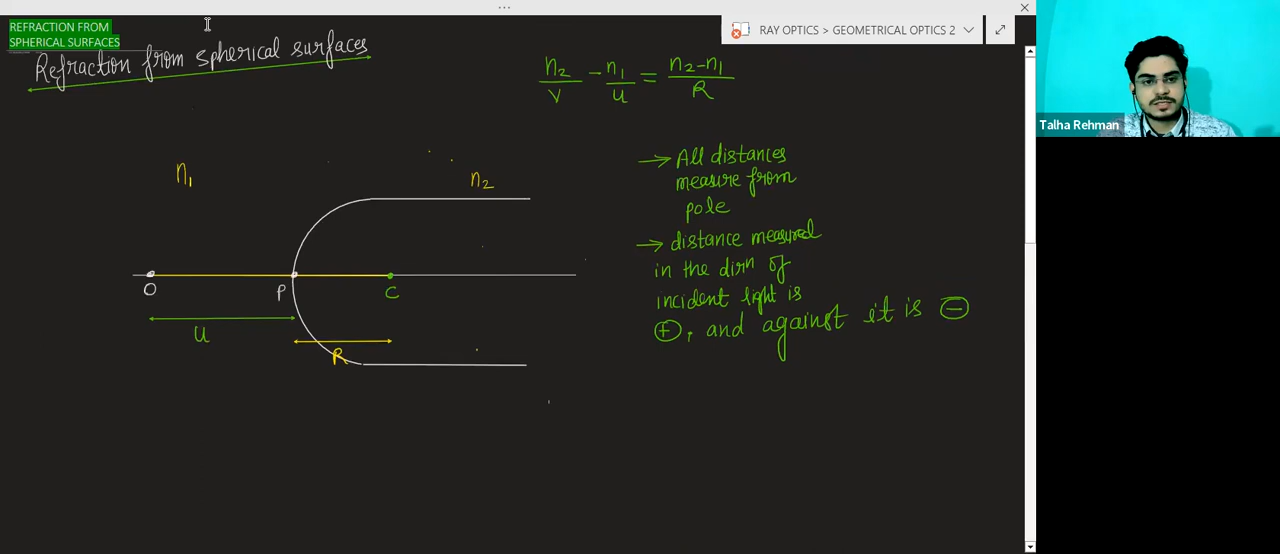 REFRACTION FROM
SPHERICAL SURFACES
RAY OPTICS > GEOMETRICAL OPTICS 2
Refraction from spherical surfaces
n2/v - n1/u = n2-n1/R
Talha Rehman
→ All distances
measure from
pole
→ distance measured
in the dirn of
incident light is
⊕, and against it is ⊖
n1
n2
O
P
C
u
R